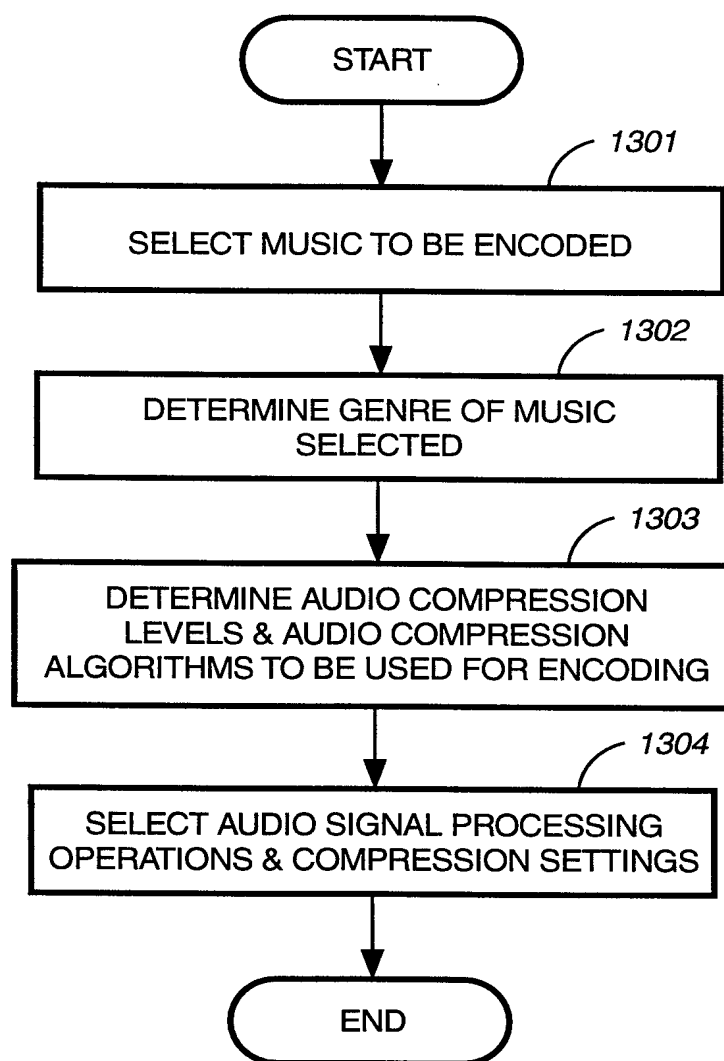 START
1301
SELECT MUSIC TO BE ENCODED
1302
DETERMINE GENRE OF MUSIC
SELECTED
1303
DETERMINE AUDIO COMPRESSION
LEVELS & AUDIO COMPRESSION
ALGORITHMS TO BE USED FOR ENCODING
1304
SELECT AUDIO SIGNAL PROCESSING
OPERATIONS & COMPRESSION SETTINGS
END